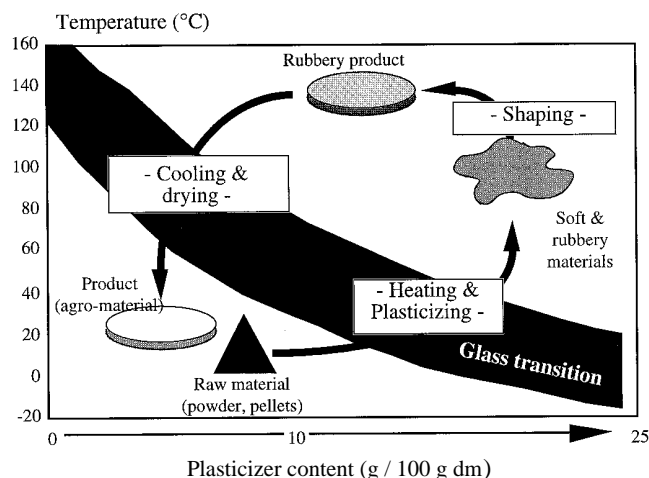 Temperature (°C)
160
140
120
100
80
60
40
20
0
-20
Rubbery product
- Shaping -
- Cooling &
drying -
Soft &
rubbery
materials
Product
(agro-material)
- Heating &
Plasticizing -
Glass transition
Raw material
(powder, pellets)
0
10
25
Plasticizer content (g / 100 g dm)